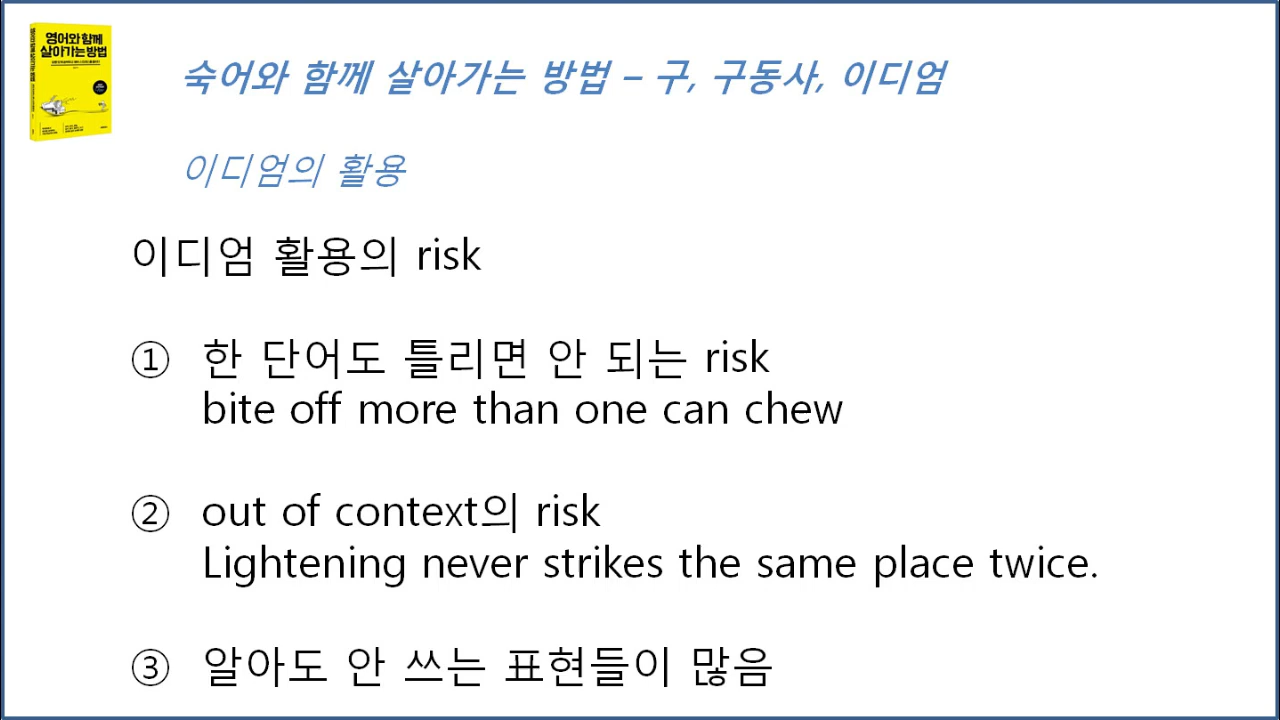 영어와 함께
살아가는 방법
숙어와 함께 살아가는 방법 – 구, 구동사, 이디엄
이디엄의 활용
이디엄 활용의 risk
① 한 단어도 틀리면 안 되는 risk
bite off more than one can chew
② out of context의 risk
Lightening never strikes the same place twice.
③ 알아도 안 쓰는 표현들이 많음